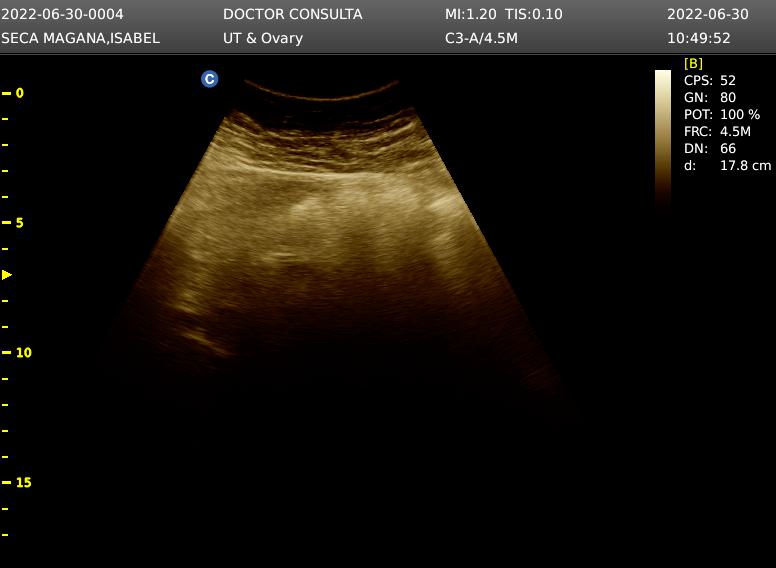 2022-06-30-0004 DOCTOR CONSULTA MI:1.20 TIS:0.10 2022-06-30
SECA MAGANA,ISABEL UT & Ovary C3-A/4.5M 10:49:52
C
[B]
CPS: 52
GN: 80
POT: 100 %
FRC: 4.5M
DN: 66
d: 17.8 cm
0
5
10
15